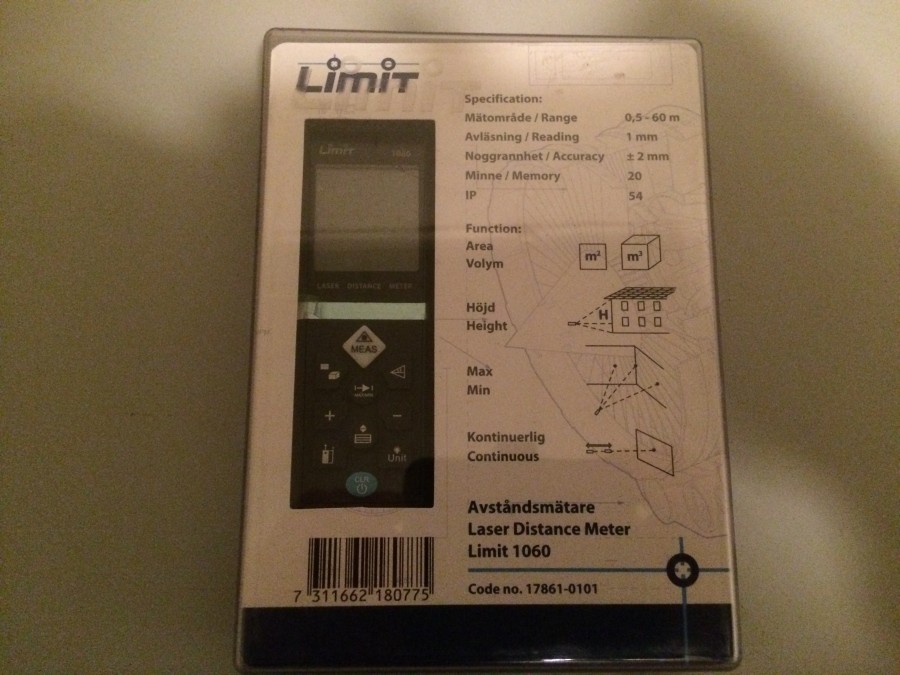 Limit
Limit 1060
LASER DISTANCE METER
MEAS
+ −
Unit
CLR
7 311662 180775
Specification:
Mätområde / Range 0,5 - 60 m
Avläsning / Reading 1 mm
Noggrannhet / Accuracy ± 2 mm
Minne / Memory 20
IP 54
Function:
Area
Volym
m² m³
Höjd
Height
H
Max
Min
Kontinuerlig
Continuous
Avståndsmätare
Laser Distance Meter
Limit 1060
Code no. 17861-0101